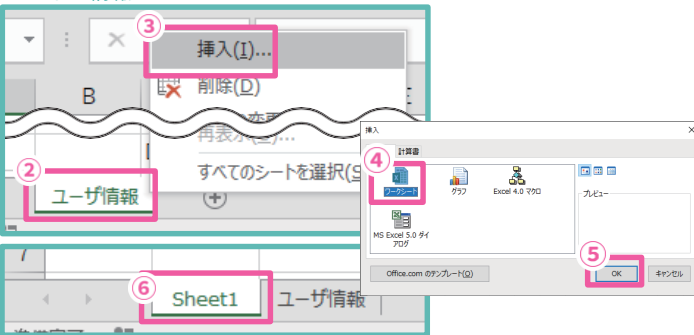 ③
挿入(I)...
削除(D)
B
再表示(U)...
すべてのシートを選択(S
②
ユーザ情報
挿入
×
計算書
④
ワークシート
グラフ
Excel 4.0 マクロ
プレビュー
MS Excel 5.0 ダイ
アログ
⑤
Office.com のテンプレート(O)
OK
キャンセル
7
⑥
Sheet1
ユーザ情報